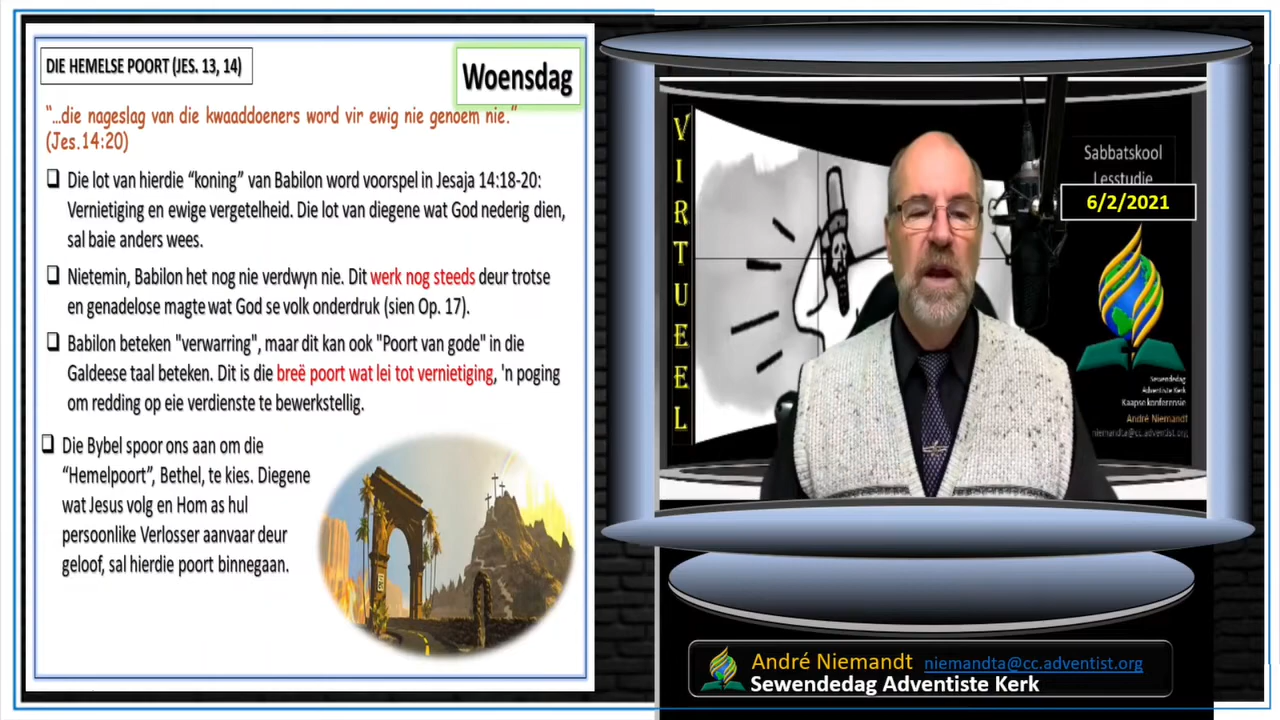 DIE HEMELSE POORT (JES. 13, 14)
Woensdag
“…die nageslag van die kwaaddoeners word vir ewig nie genoem nie.”
(Jes.14:20)
❑ Die lot van hierdie “koning” van Babilon word voorspel in Jesaja 14:18-20:
Vernietiging en ewige vergetelheid. Die lot van diegene wat God nederig dien,
sal baie anders wees.
❑ Nietemin, Babilon het nog nie verdwyn nie. Dit werk nog steeds deur trotse
en genadelose magte wat God se volk onderdruk (sien Op. 17).
❑ Babilon beteken "verwarring", maar dit kan ook "Poort van gode" in die
Galdeese taal beteken. Dit is die breë poort wat lei tot vernietiging, 'n poging
om redding op eie verdienste te bewerkstellig.
❑ Die Bybel spoor ons aan om die
“Hemelpoort”, Bethel, te kies. Diegene
wat Jesus volg en Hom as hul
persoonlike Verlosser aanvaar deur
geloof, sal hierdie poort binnegaan.
VIRTUEEL
Sabbatskool
Lesstudie
6/2/2021
Sewendedag
Adventiste Kerk
Kaapse konferensie
André Niemandt
niemandta@cc.adventist.org
André Niemandt niemandta@cc.adventist.org
Sewendedag Adventiste Kerk